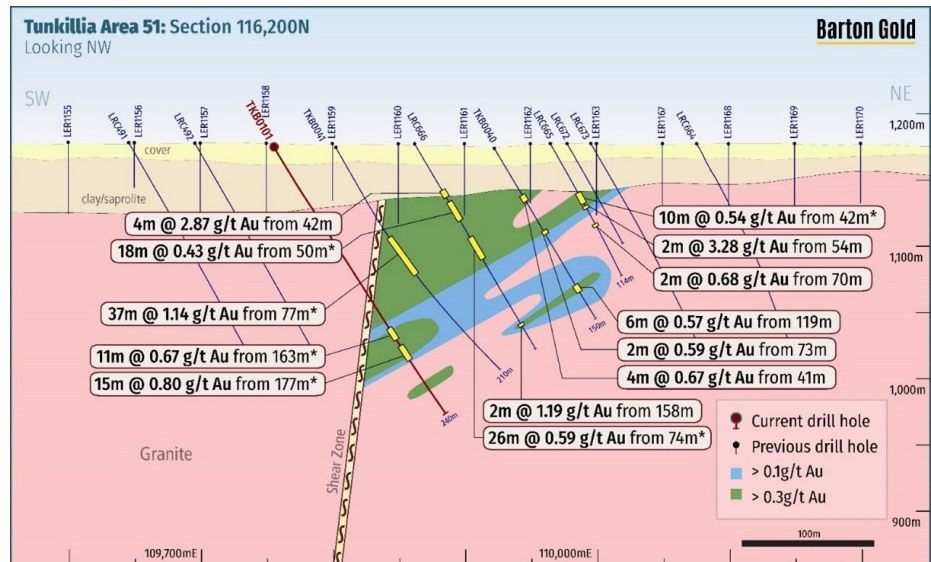 Tunkillia Area 51: Section 116,200N
Looking NW
Barton Gold
SW
NE
LER1155
LRC491
LER1156
LRC492
LER1157
LER1158
TKB0101
TKB0041
LER1159
LER1160
LRC666
LER1161
TKB0040
LER1162
LRC665
LRC672
LRC673
LER1163
LER1167
LRC664
LER1168
LER1169
LER1170
1,200m
cover
clay/saprolite
4m @ 2.87 g/t Au from 42m
18m @ 0.43 g/t Au from 50m*
37m @ 1.14 g/t Au from 77m*
11m @ 0.67 g/t Au from 163m*
15m @ 0.80 g/t Au from 177m*
10m @ 0.54 g/t Au from 42m*
2m @ 3.28 g/t Au from 54m
2m @ 0.68 g/t Au from 70m
6m @ 0.57 g/t Au from 119m
2m @ 0.59 g/t Au from 73m
4m @ 0.67 g/t Au from 41m
2m @ 1.19 g/t Au from 158m
26m @ 0.59 g/t Au from 74m*
1,100m
114m
150m
210m
240m
1,000m
Granite
Shear Zone
Current drill hole
Previous drill hole
> 0.1g/t Au
> 0.3g/t Au
900m
100m
109,700mE
110,000mE